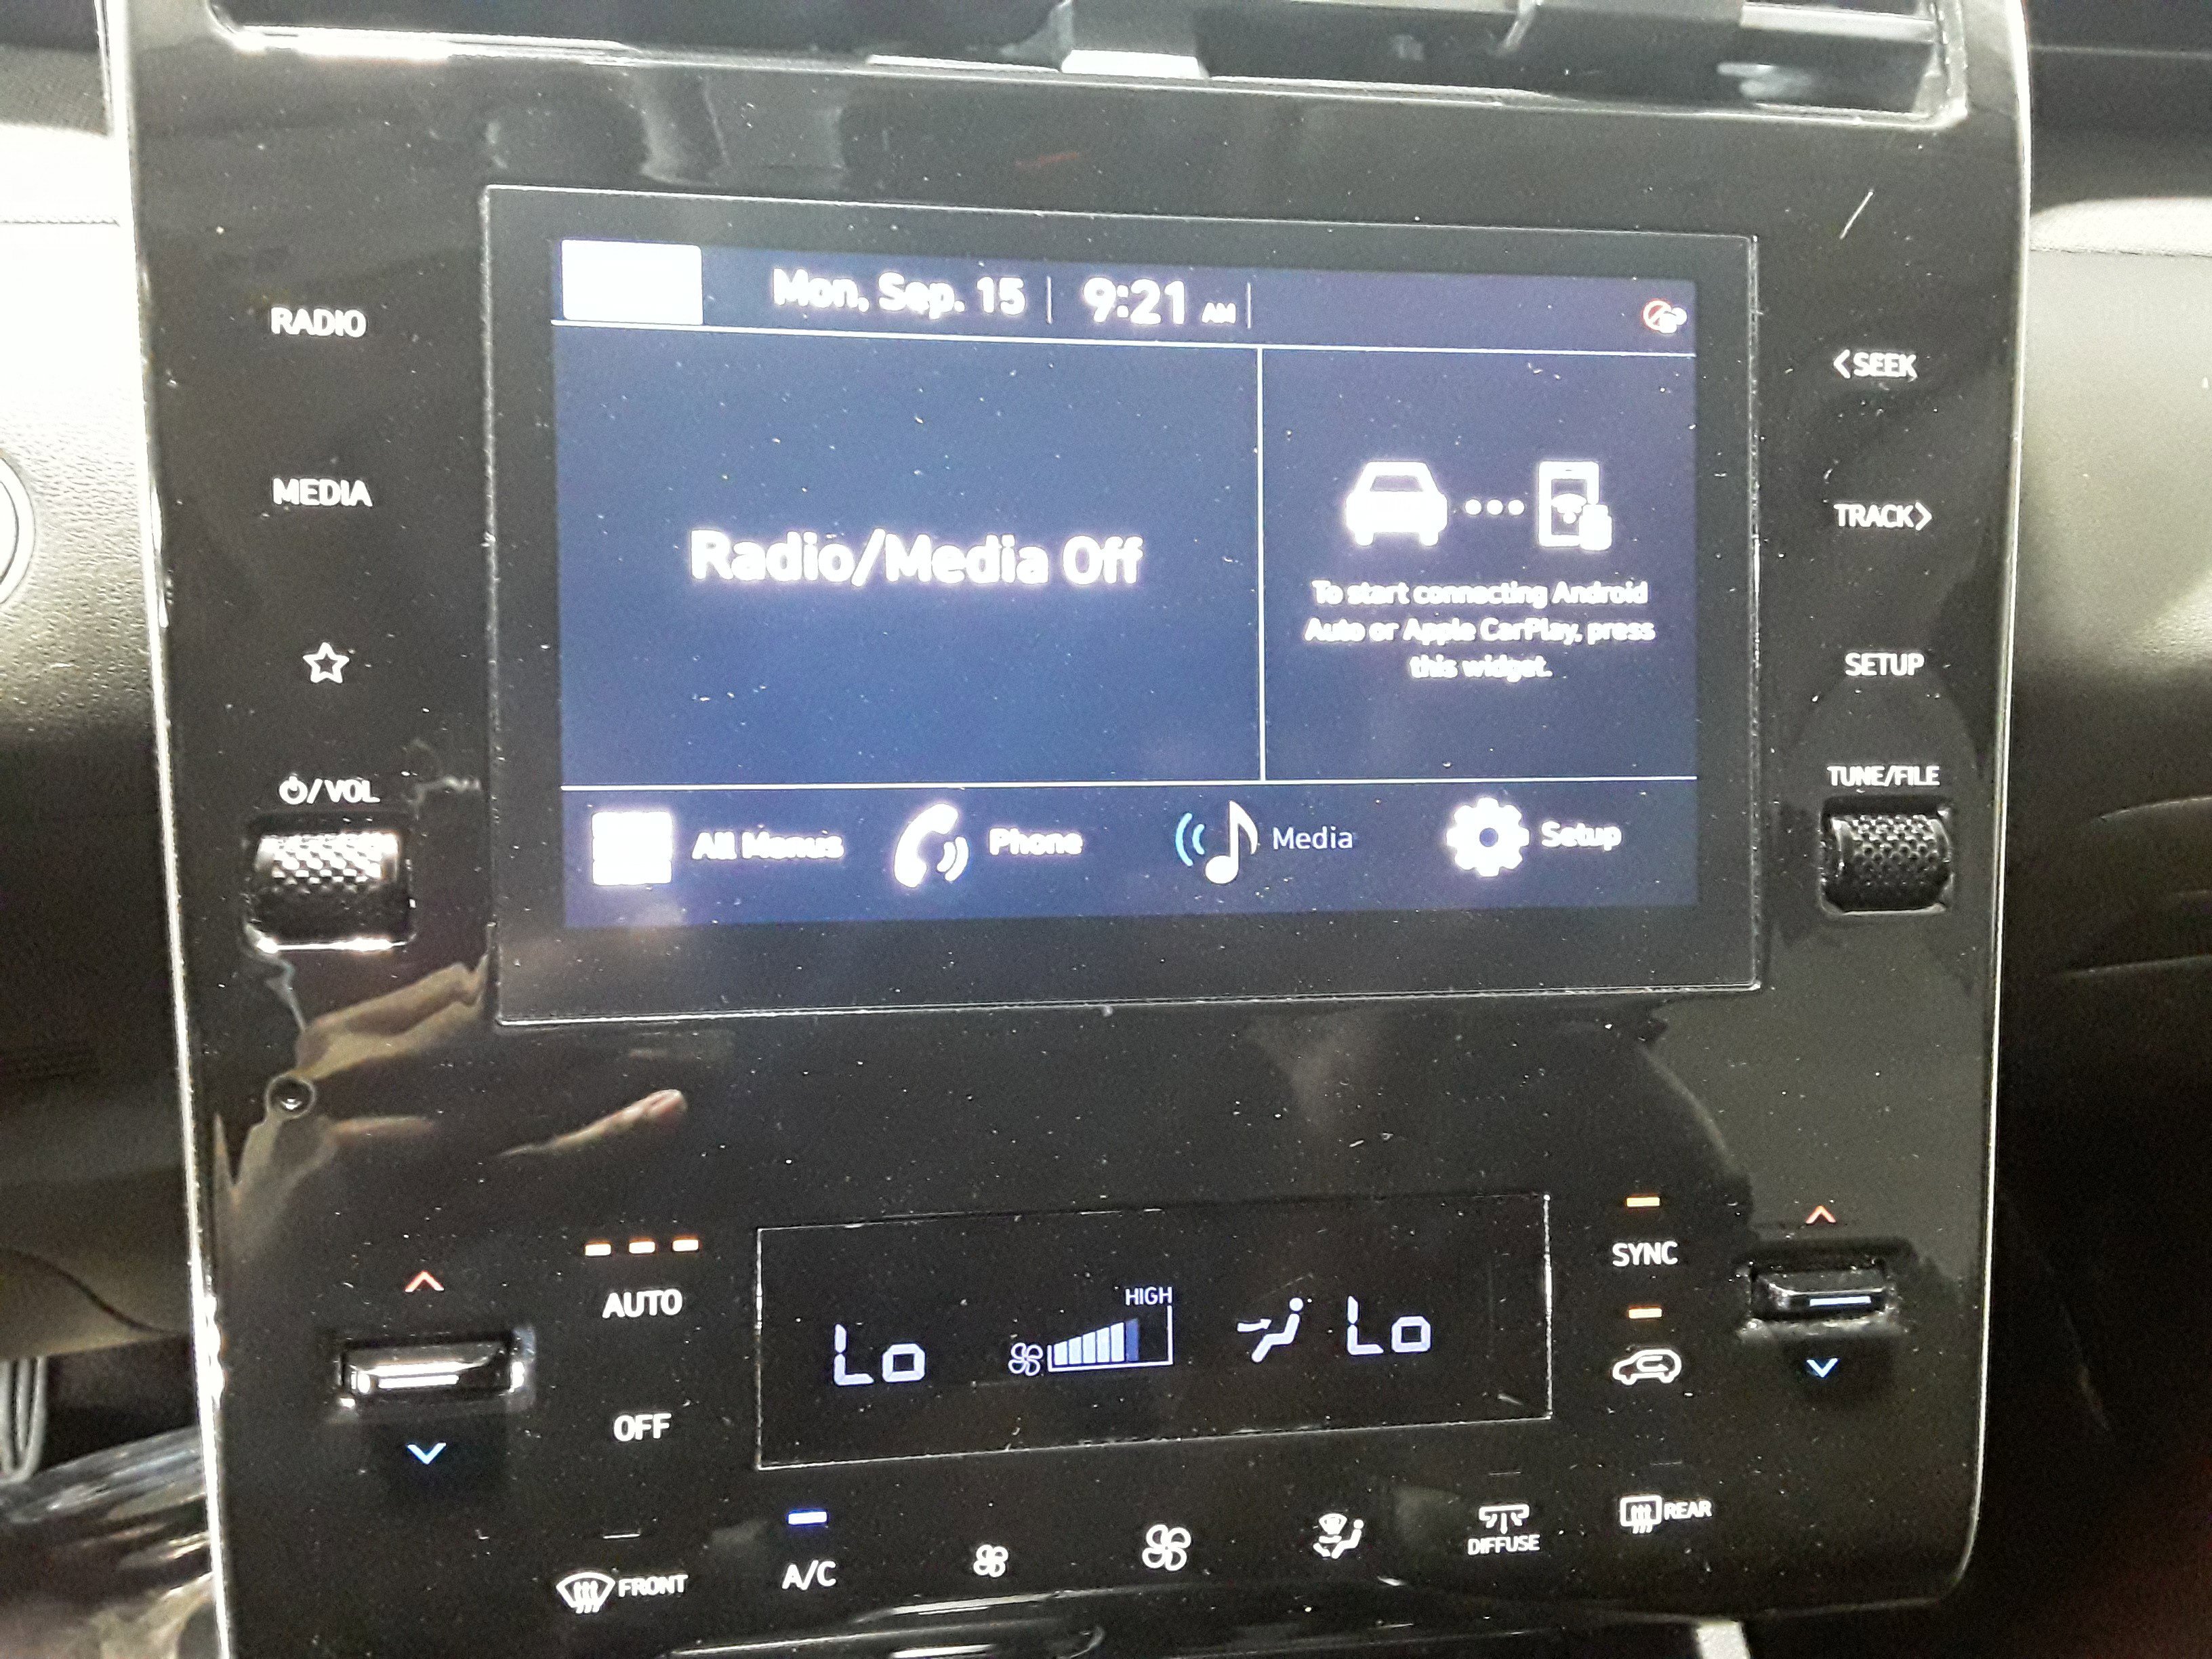 Mon, Sep. 15 | 9:21 AM |
RADIO
<SEEK
MEDIA
TRACK>
Radio/Media Off
To start connecting Android
Auto or Apple CarPlay, press
this widget.
SETUP
/VOL
TUNE/FILE
All Menus
Phone
Media
Setup
AUTO
SYNC
HIGH
Lo
Lo
OFF
FRONT
A/C
DIFFUSE
REAR